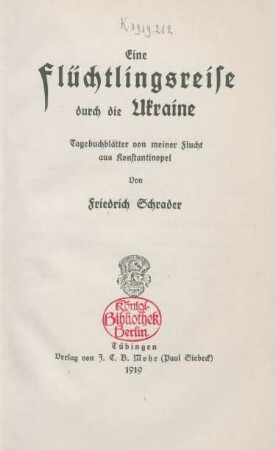 K 1919.212
Eine
Flüchtlingsreise
durch die Ukraine
Tagebuchblätter von meiner Flucht
aus Konstantinopel
Von
Friedrich Schrader
Königl.
Bibliothek
Berlin.
Tübingen
Verlag von J. C. B. Mohr (Paul Siebeck)
1919